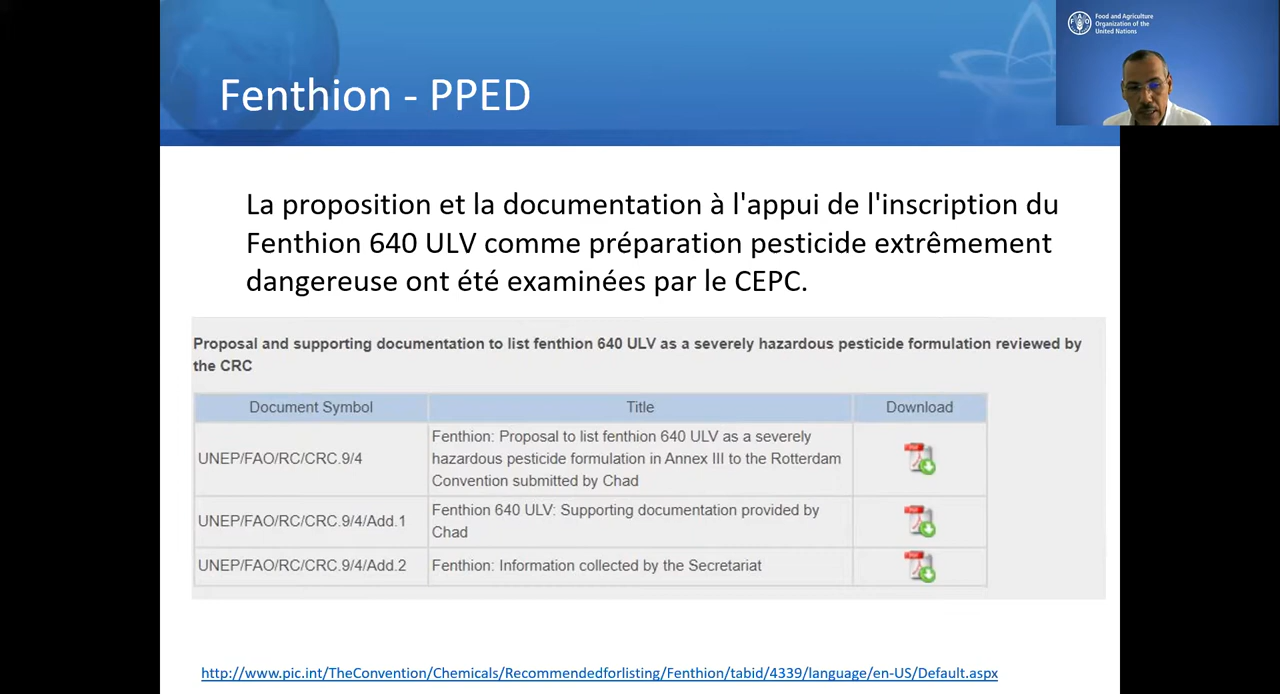 Food and Agriculture
Organization of the
United Nations
Fenthion - PPED
La proposition et la documentation à l'appui de l'inscription du
Fenthion 640 ULV comme préparation pesticide extrêmement
dangereuse ont été examinées par le CEPC.
Proposal and supporting documentation to list fenthion 640 ULV as a severely hazardous pesticide formulation reviewed by
the CRC
Document Symbol Title Download
UNEP/FAO/RC/CRC.9/4
Fenthion: Proposal to list fenthion 640 ULV as a severely
hazardous pesticide formulation in Annex III to the Rotterdam
Convention submitted by Chad
UNEP/FAO/RC/CRC.9/4/Add.1
Fenthion 640 ULV: Supporting documentation provided by
Chad
UNEP/FAO/RC/CRC.9/4/Add.2 Fenthion: Information collected by the Secretariat
http://www.pic.int/TheConvention/Chemicals/Recommendedforlisting/Fenthion/tabid/4339/language/en-US/Default.aspx